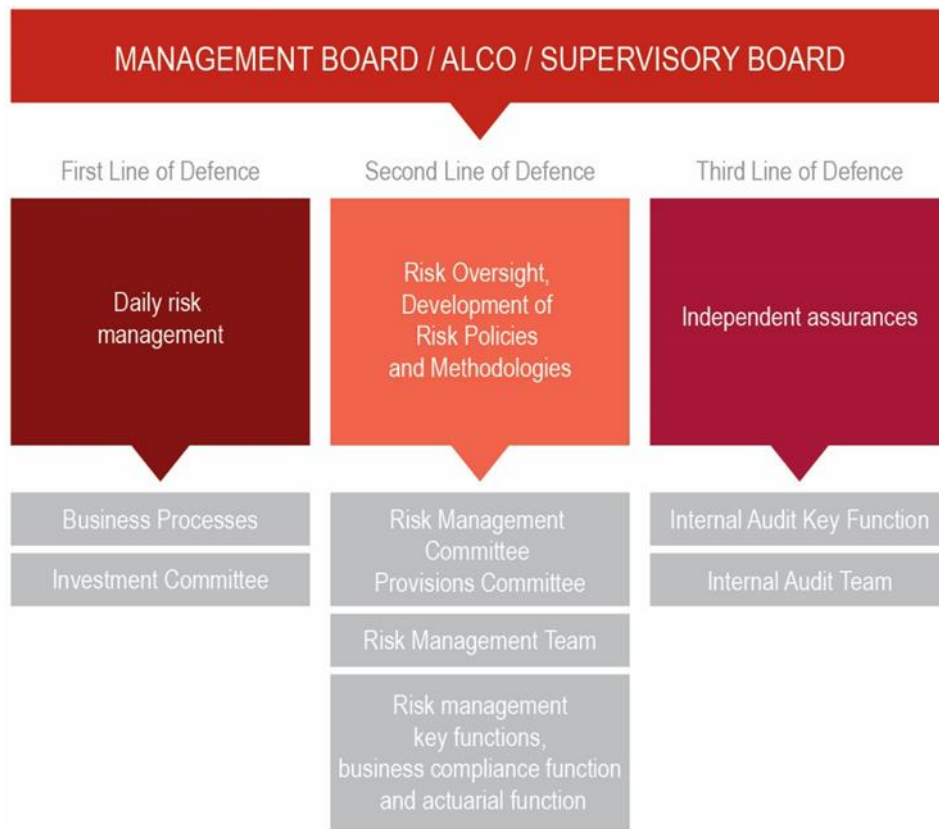 MANAGEMENT BOARD / ALCO / SUPERVISORY BOARD
First Line of Defence
Second Line of Defence
Third Line of Defence
Daily risk
management
Risk Oversight,
Development of
Risk Policies
and Methodologies
Independent assurances
Business Processes
Investment Committee
Risk Management
Committee
Provisions Committee
Risk Management Team
Risk management
key functions,
business compliance function
and actuarial function
Internal Audit Key Function
Internal Audit Team